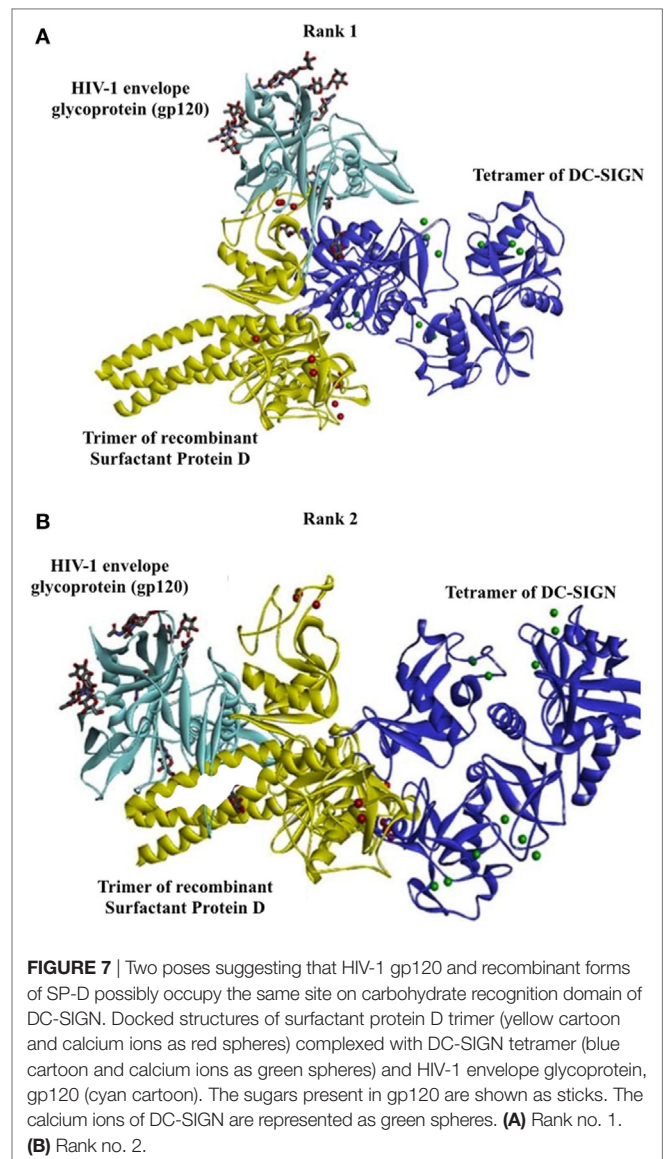 A
Rank 1
HIV-1 envelope
glycoprotein (gp120)
Tetramer of DC-SIGN
Trimer of recombinant
Surfactant Protein D
B
Rank 2
HIV-1 envelope
glycoprotein (gp120)
Tetramer of DC-SIGN
Trimer of recombinant
Surfactant Protein D
FIGURE 7 | Two poses suggesting that HIV-1 gp120 and recombinant forms
of SP-D possibly occupy the same site on carbohydrate recognition domain of
DC-SIGN. Docked structures of surfactant protein D trimer (yellow cartoon
and calcium ions as red spheres) complexed with DC-SIGN tetramer (blue
cartoon and calcium ions as green spheres) and HIV-1 envelope glycoprotein,
gp120 (cyan cartoon). The sugars present in gp120 are shown as sticks. The
calcium ions of DC-SIGN are represented as green spheres. (A) Rank no. 1.
(B) Rank no. 2.